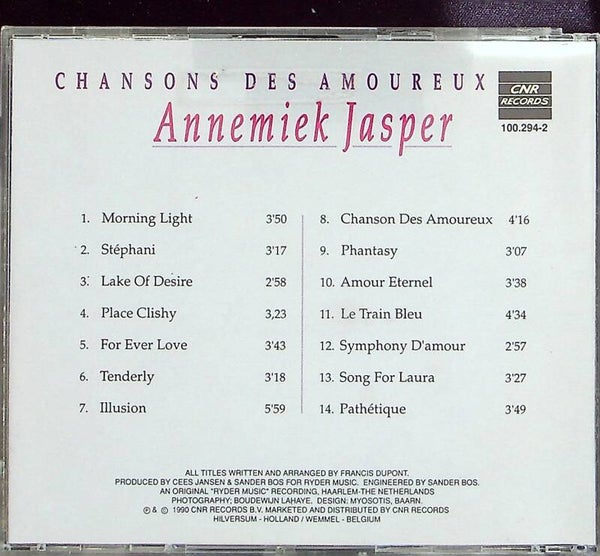 CHANSONS DES AMOUREUX
CNR
RECORDS
Annemiek Jasper
100.294-2
1. Morning Light 3'50
2. Stéphani 3'17
3. Lake Of Desire 2'58
4. Place Clishy 3,23
5. For Ever Love 3'43
6. Tenderly 3'18
7. Illusion 5'59
8. Chanson Des Amoureux 4'16
9. Phantasy 3'07
10. Amour Eternel 3'38
11. Le Train Bleu 4'34
12. Symphony D'amour 2'57
13. Song For Laura 3'27
14. Pathétique 3'49
ALL TITLES WRITTEN AND ARRANGED BY FRANCIS DUPONT.
PRODUCED BY CEES JANSEN & SANDER BOS FOR RYDER MUSIC. ENGINEERED BY SANDER BOS.
AN ORIGINAL "RYDER MUSIC" RECORDING, HAARLEM-THE NETHERLANDS
PHOTOGRAPHY; BOUDEWIJN LAHAYE. DESIGN: MYOSOTIS, BAARN.
℗ & © 1990 CNR RECORDS B.V. MARKETED AND DISTRIBUTED BY CNR RECORDS
HILVERSUM - HOLLAND / WEMMEL - BELGIUM